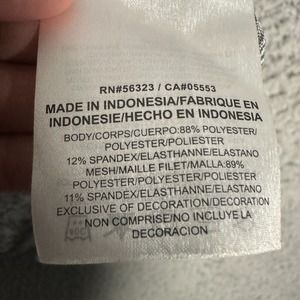 RN#56323 / CA#05553
MADE IN INDONESIA/FABRIQUE EN
INDONESIE/HECHO EN INDONESIA
BODY/CORPS/CUERPO:88% POLYESTER/
POLYESTER/POLIESTER
12% SPANDEX/ELASTHANNE/ELASTANO
MESH/MAILLE FILET/MALLA:89%
POLYESTER/POLYESTER/POLIESTER
11% SPANDEX/ELASTHANNE/ELASTANO
EXCLUSIVE OF DECORATION/DECORATION
NON COMPRISE/NO INCLUYE LA
DECORACION